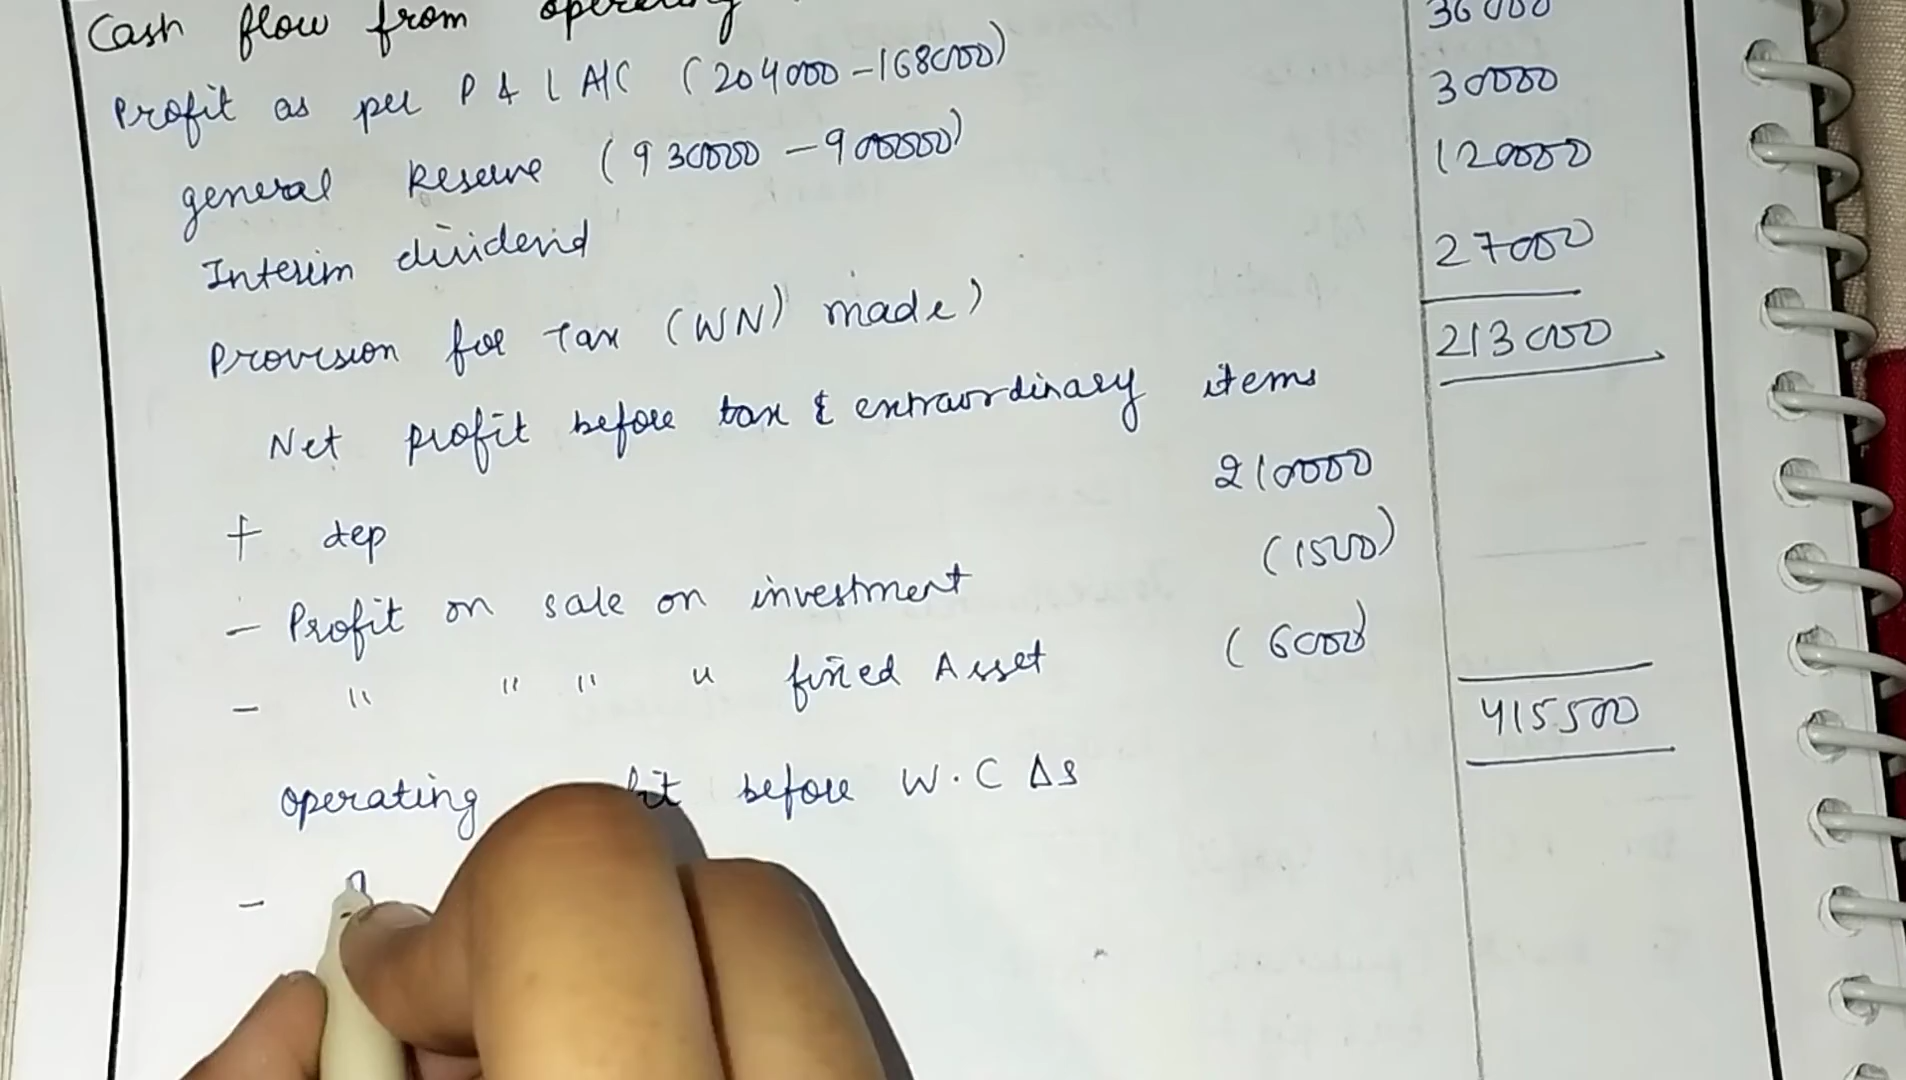 Cash flow from operating
36000
Profit as per P & L A/C (204000-168000)
30000
general Reserve (930000-900000)
120000
Interim dividend
27000
Provision for Tax (WN) made)
213000
Net profit before tax & extraordinary items
+ dep 210000
- Profit on sale on investment (1500)
- " " " " fixed Asset (6000)
415500
operating before W.C Δs
-